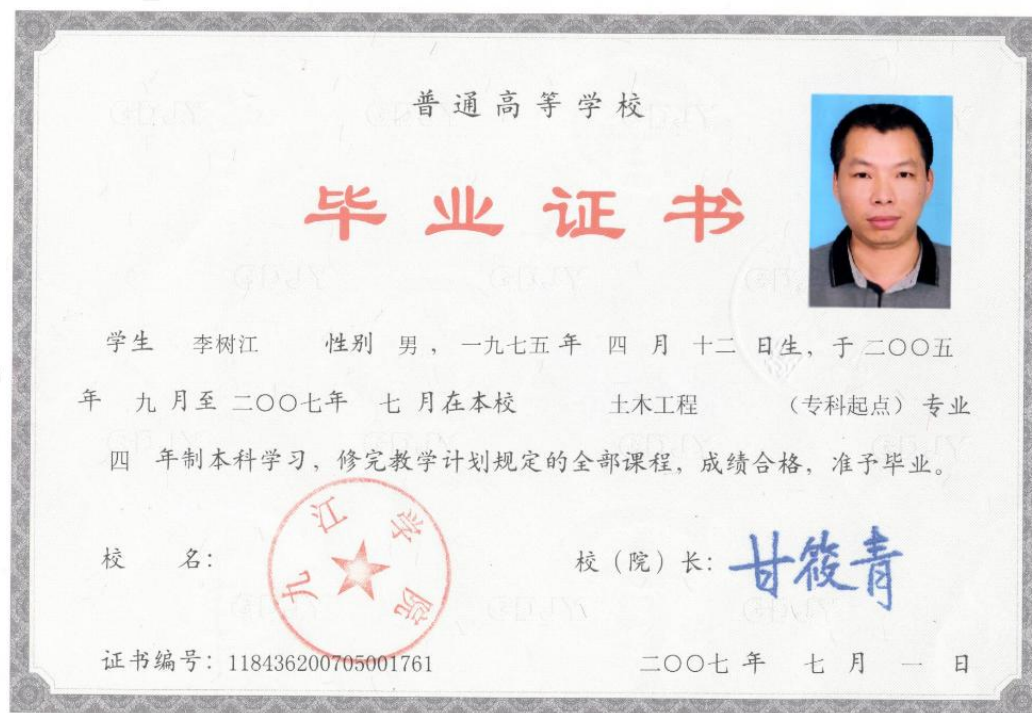 普通高等学校
毕业证书
学生 李树江 性别 男，一九七五年 四 月 十二 日生，于二〇〇五
年 九 月至二〇〇七年 七 月在本校 土木工程 （专科起点）专业
四 年制本科学习，修完教学计划规定的全部课程，成绩合格，准予毕业。
校 名：
九江学院
校（院）长：甘筱青
证书编号：118436200705001761
二〇〇七 年 七 月 一 日